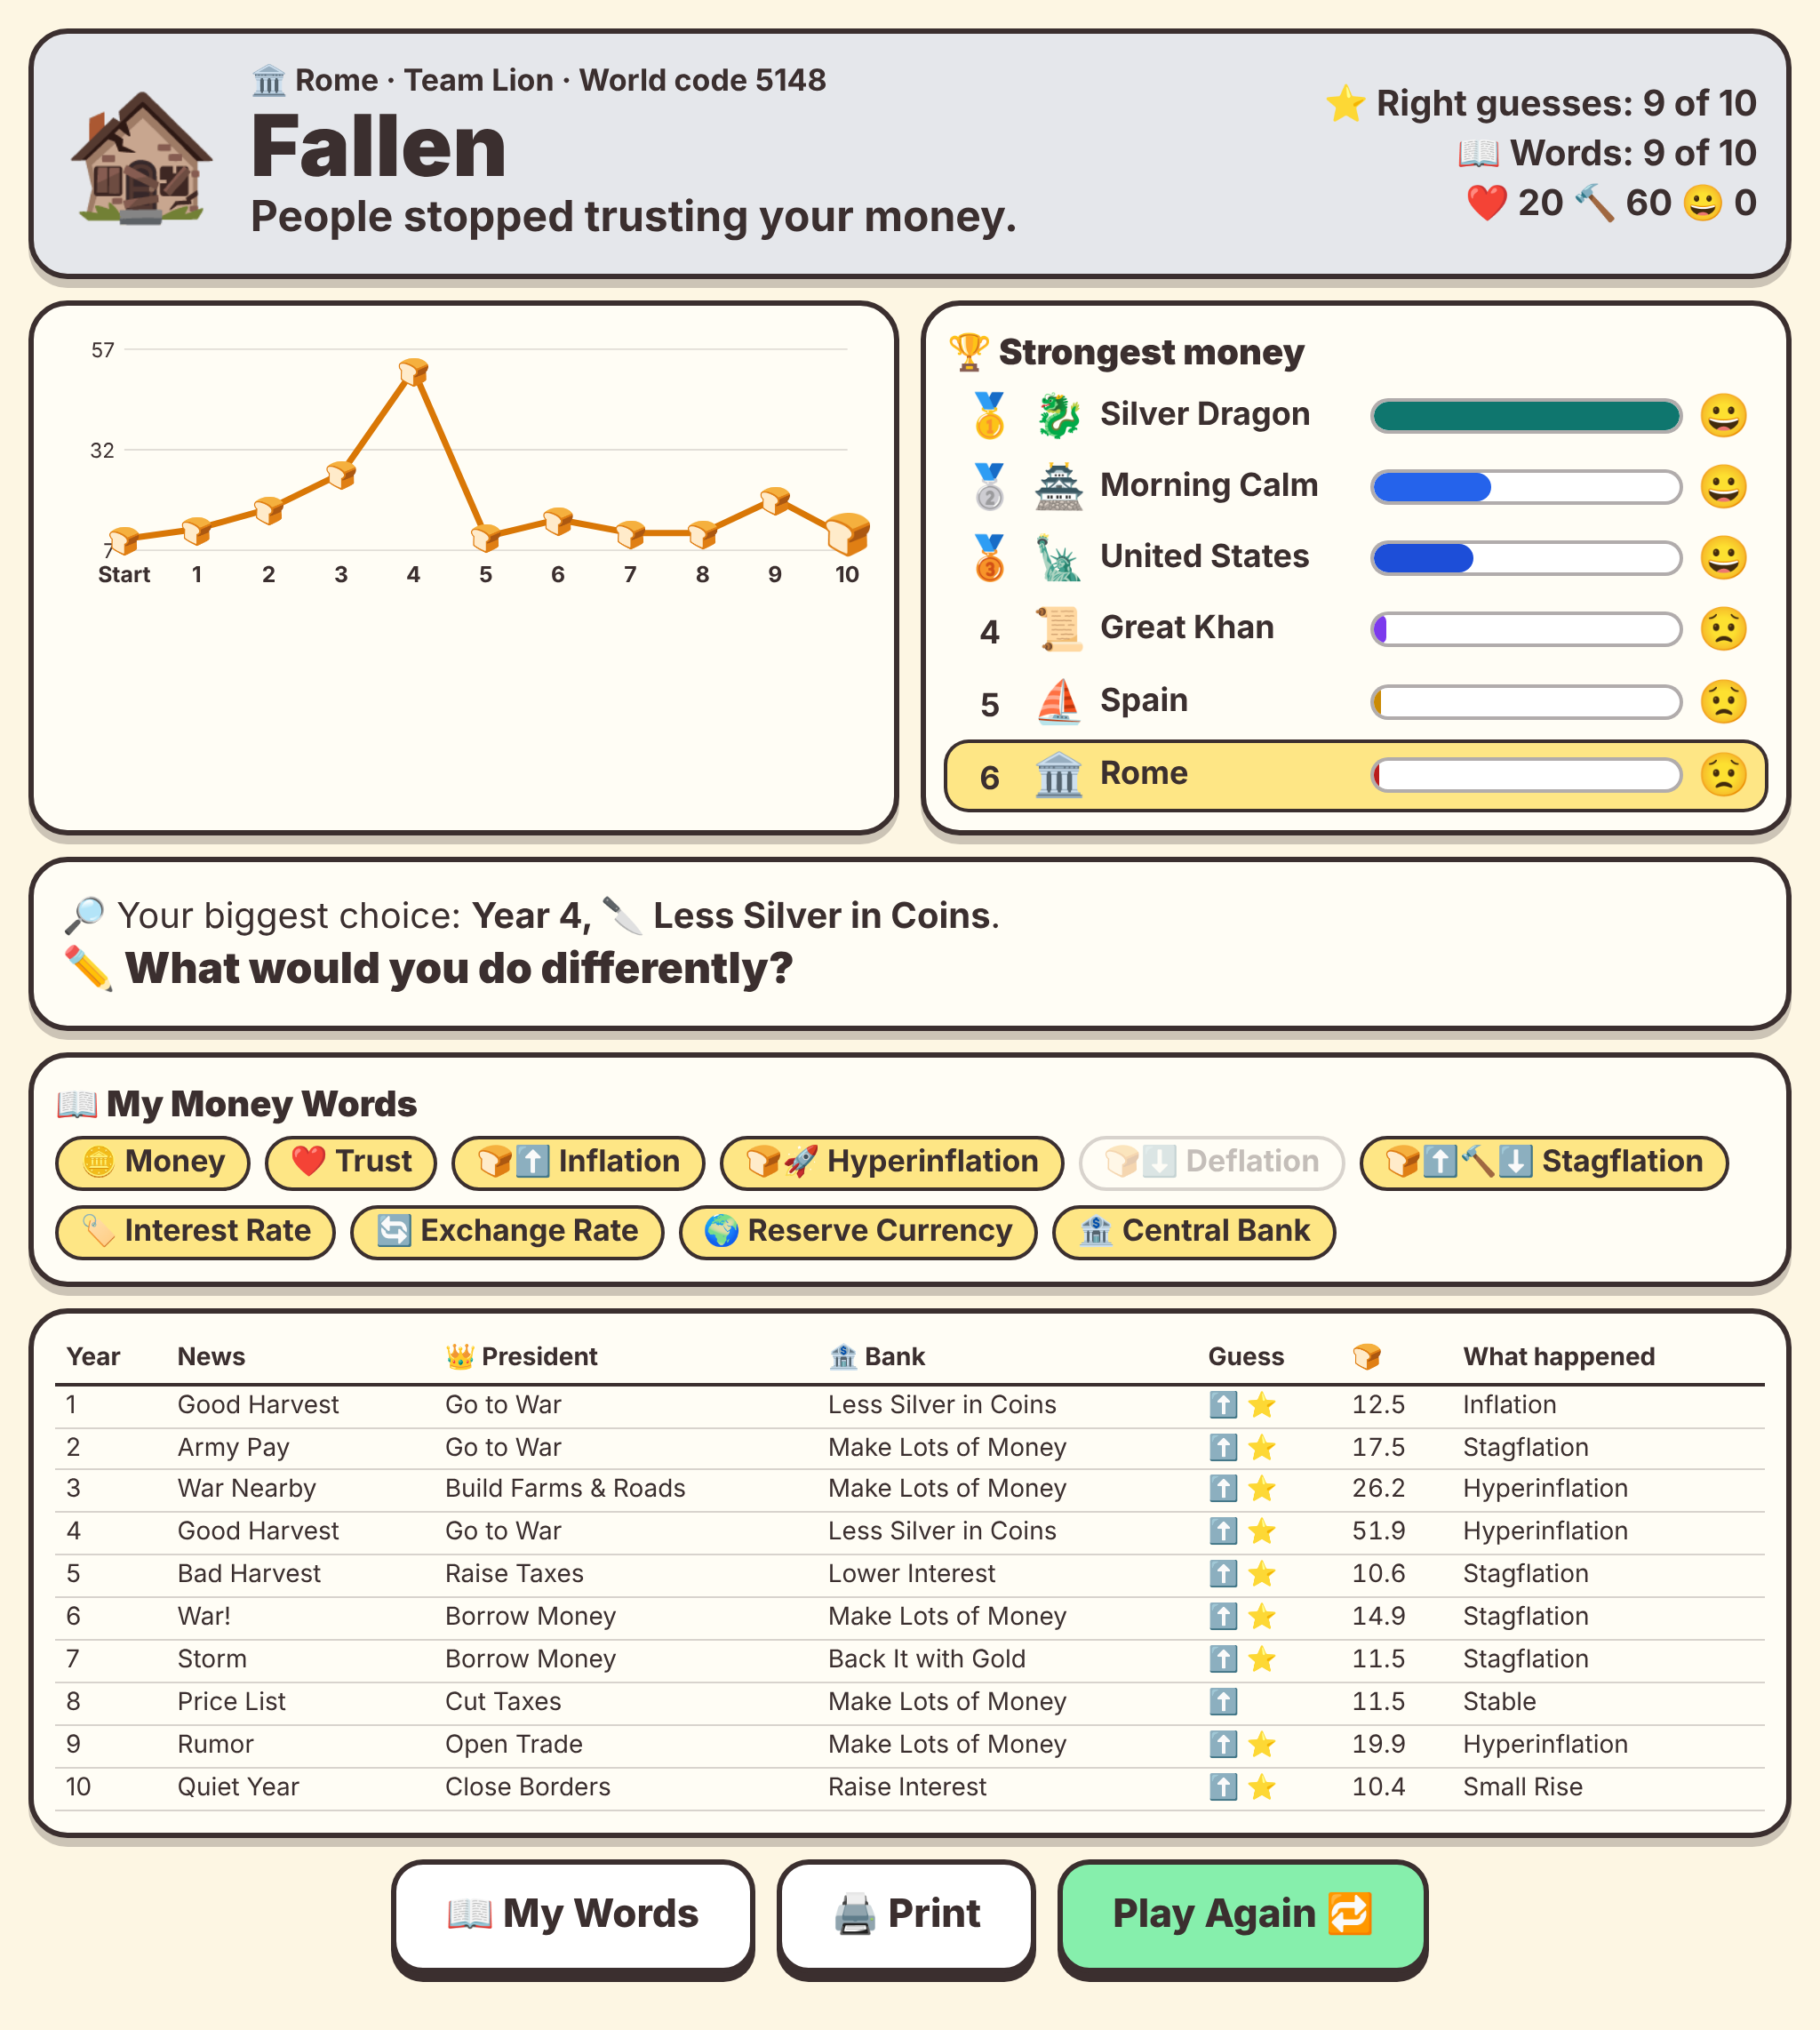 🏛️ Rome · Team Lion · World code 5148
Fallen
People stopped trusting your money.
⭐ Right guesses: 9 of 10
📖 Words: 9 of 10
❤️ 20 🔨 60 😀 0
57
32
7
Start 1 2 3 4 5 6 7 8 9 10
🏆 Strongest money
🥇 🐉 Silver Dragon 😀
🥈 🏯 Morning Calm 😀
🥉 🗽 United States 😀
4 📜 Great Khan 😟
5 ⛵ Spain 😟
6 🏛️ Rome 😟
🔎 Your biggest choice: Year 4, 🔪 Less Silver in Coins.
✏️ What would you do differently?
📖 My Money Words
🪙 Money ❤️ Trust 🍞⬆️ Inflation 🍞🚀 Hyperinflation 🍞⬇️ Deflation 🍞⬆️🔨⬇️ Stagflation
🏷️ Interest Rate 🔄 Exchange Rate 🌍 Reserve Currency 🏦 Central Bank
Year News 👑 President 🏦 Bank Guess 🍞 What happened
1 Good Harvest Go to War Less Silver in Coins ⬆️ ⭐ 12.5 Inflation
2 Army Pay Go to War Make Lots of Money ⬆️ ⭐ 17.5 Stagflation
3 War Nearby Build Farms & Roads Make Lots of Money ⬆️ ⭐ 26.2 Hyperinflation
4 Good Harvest Go to War Less Silver in Coins ⬆️ ⭐ 51.9 Hyperinflation
5 Bad Harvest Raise Taxes Lower Interest ⬆️ ⭐ 10.6 Stagflation
6 War! Borrow Money Make Lots of Money ⬆️ ⭐ 14.9 Stagflation
7 Storm Borrow Money Back It with Gold ⬆️ ⭐ 11.5 Stagflation
8 Price List Cut Taxes Make Lots of Money ⬆️ 11.5 Stable
9 Rumor Open Trade Make Lots of Money ⬆️ ⭐ 19.9 Hyperinflation
10 Quiet Year Close Borders Raise Interest ⬆️ ⭐ 10.4 Small Rise
📖 My Words
🖨️ Print
Play Again 🔁